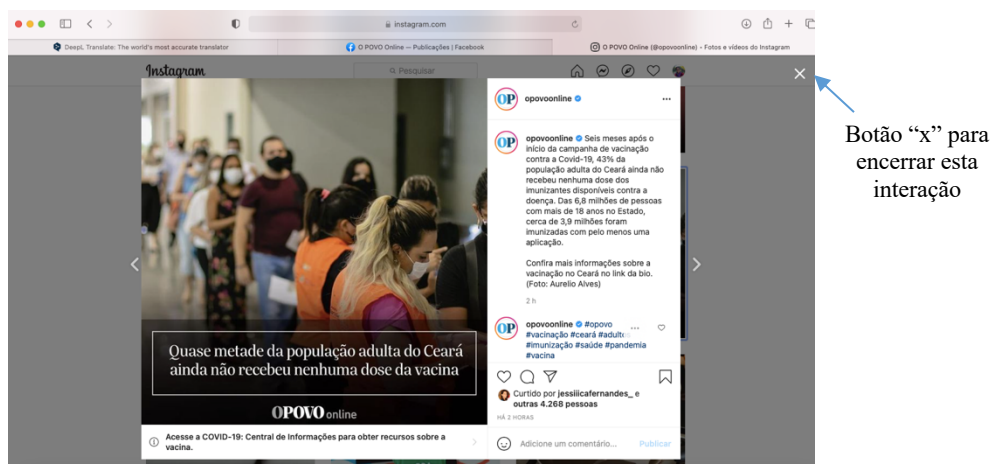 instagram.com
DeepL Translate: The world's most accurate translator
O POVO Online — Publicações | Facebook
O POVO Online (@opovoonline) • Fotos e vídeos do Instagram
Instagram
Pesquisar
OP opovoonline
OP opovoonline Seis meses após o
início da campanha de vacinação
contra a Covid-19, 43% da
população adulta do Ceará ainda não
recebeu nenhuma dose dos
imunizantes disponíveis contra a
doença. Das 6,8 milhões de pessoas
com mais de 18 anos no Estado,
cerca de 3,9 milhões foram
imunizadas com pelo menos uma
aplicação.
Confira mais informações sobre a
vacinação no Ceará no link da bio.
(Foto: Aurelio Alves)
2 h
OP opovoonline #opovo
#vacinação #ceará #adulto
#imunização #saúde #pandemia
#vacina
Curtido por jessiiicafernandes_ e
outras 4.268 pessoas
HÁ 2 HORAS
Adicione um comentário... Publicar
Quase metade da população adulta do Ceará
ainda não recebeu nenhuma dose da vacina
OPOVO online
Acesse a COVID-19: Central de Informações para obter recursos sobre a
vacina.
Botão “x” para
encerrar esta
interação